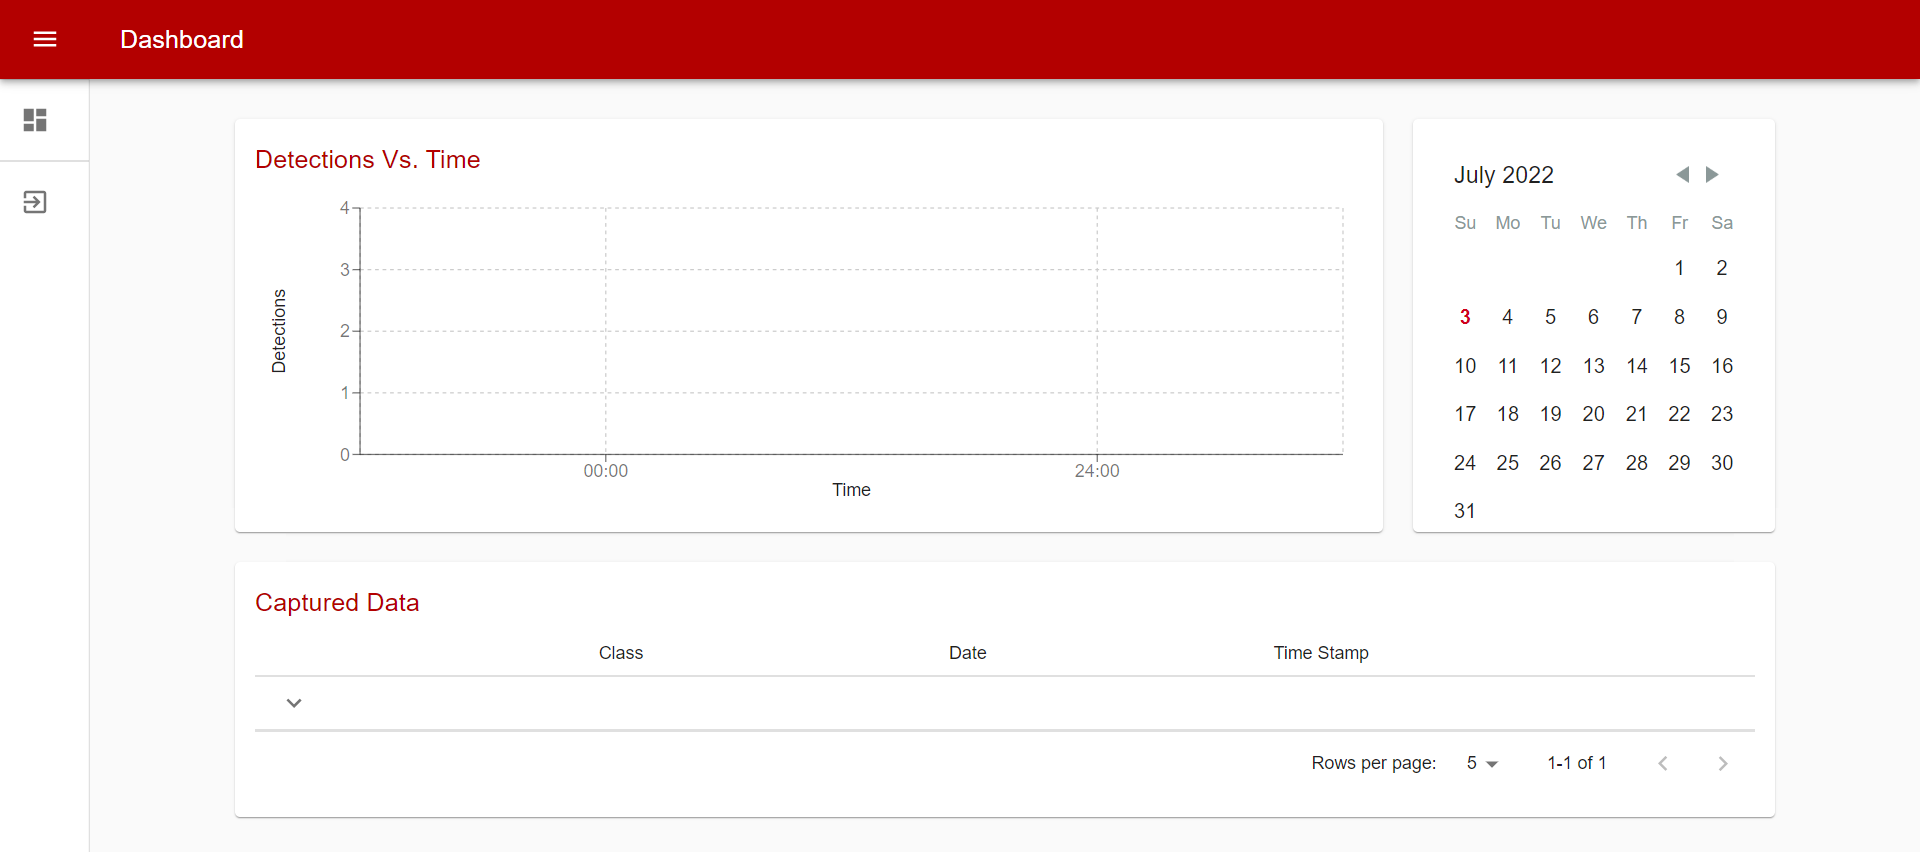 Dashboard
Detections Vs. Time
4
3
2
1
0
Detections
00:00 24:00
Time
July 2022
Su Mo Tu We Th Fr Sa
1 2
3 4 5 6 7 8 9
10 11 12 13 14 15 16
17 18 19 20 21 22 23
24 25 26 27 28 29 30
31
Captured Data
Class Date Time Stamp
Rows per page: 5 1-1 of 1